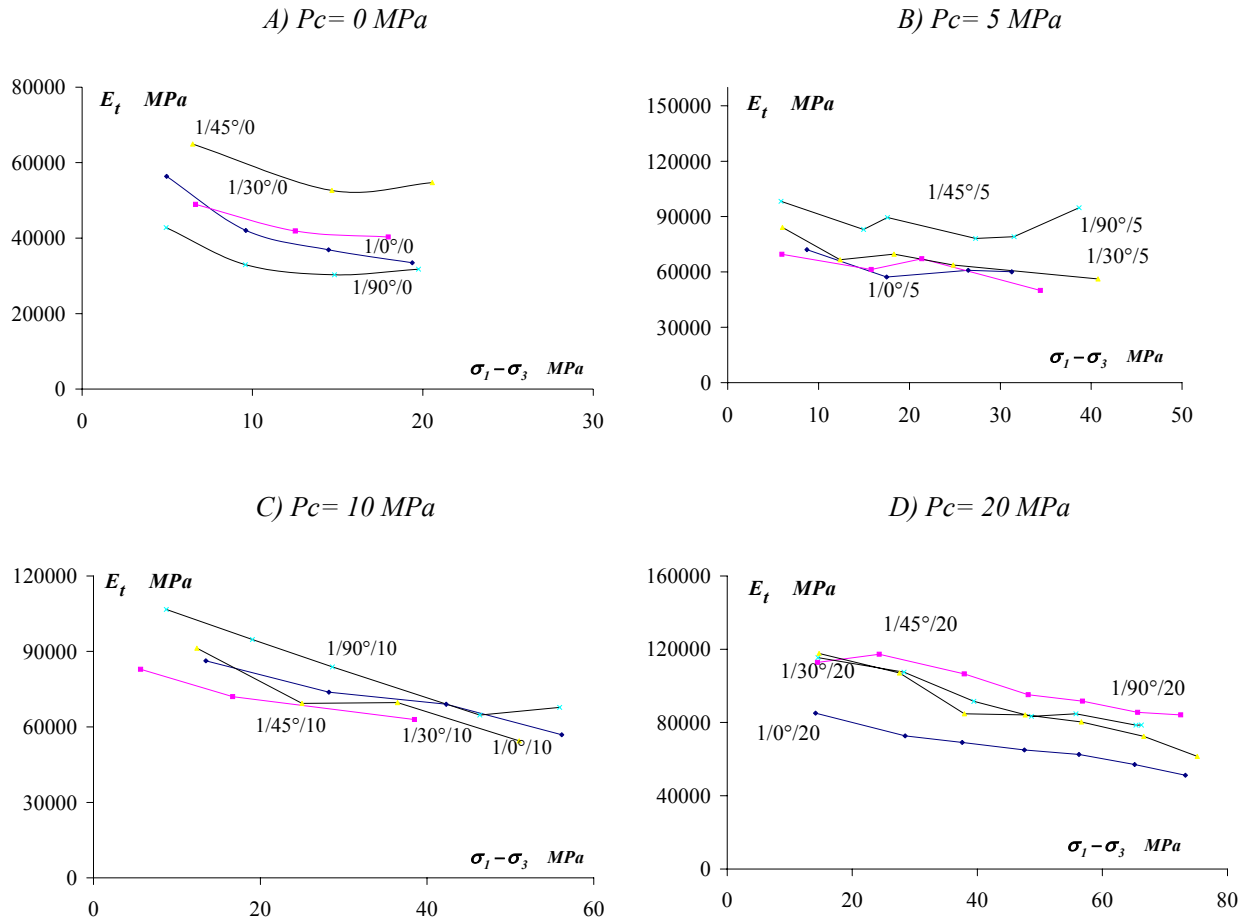 A) Pc= 0 MPa
80000
60000
40000
20000
0
E_t MPa
1/45°/0
1/30°/0
1/0°/0
1/90°/0
σ_1 – σ_3 MPa
0 10 20 30
B) Pc= 5 MPa
150000
120000
90000
60000
30000
0
E_t MPa
1/45°/5
1/90°/5
1/30°/5
1/0°/5
σ_1 – σ_3 MPa
0 10 20 30 40 50
C) Pc= 10 MPa
120000
90000
60000
30000
0
E_t MPa
1/90°/10
1/45°/10
1/30°/10
1/0°/10
σ_1 – σ_3 MPa
0 20 40 60
D) Pc= 20 MPa
160000
120000
80000
40000
0
E_t MPa
1/45°/20
1/30°/20
1/90°/20
1/0°/20
σ_1 – σ_3 MPa
0 20 40 60 80